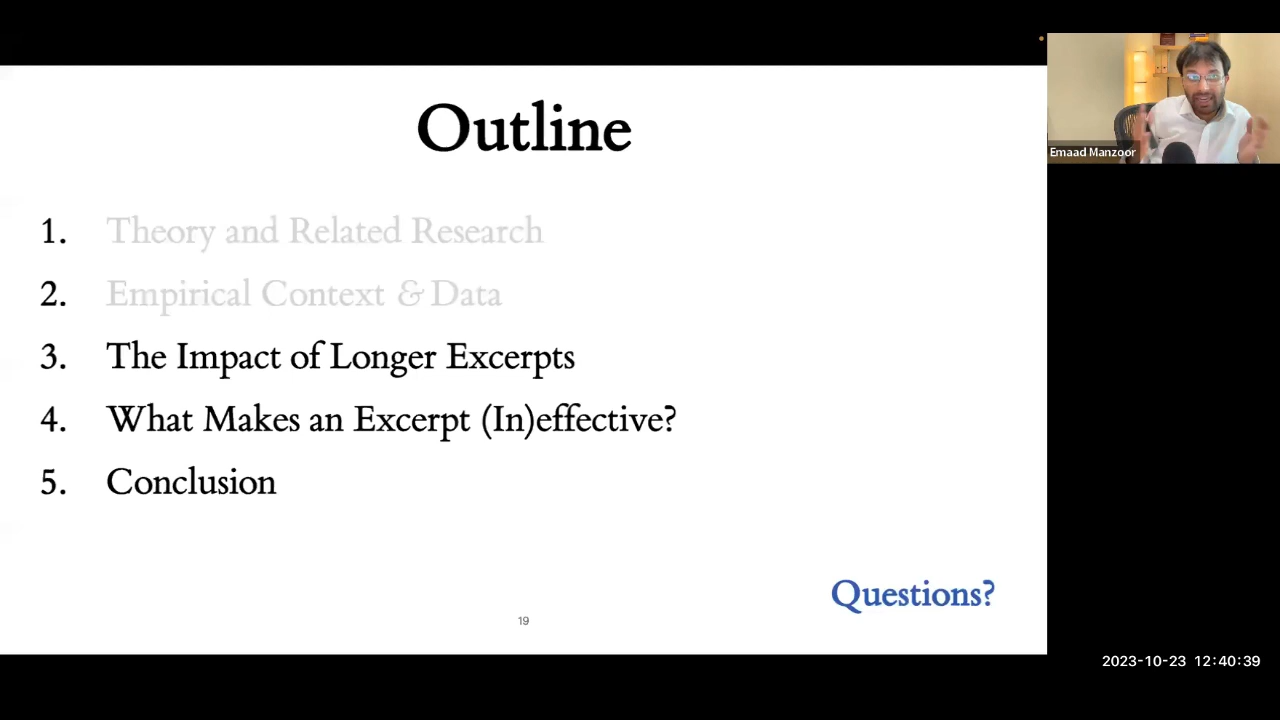 Outline
1. Theory and Related Research
2. Empirical Context & Data
3. The Impact of Longer Excerpts
4. What Makes an Excerpt (In)effective?
5. Conclusion
Questions?
19
Emaad Manzoor
2023-10-23 12:40:39